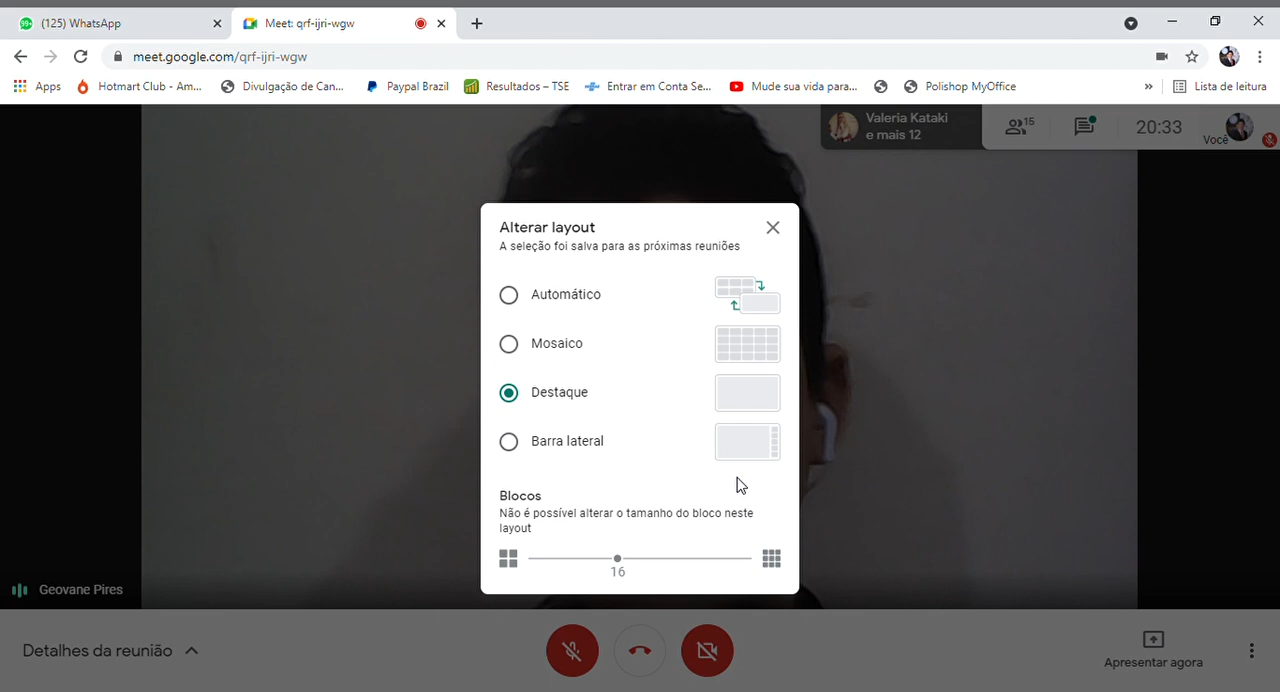 99+
(125) WhatsApp
Meet: qrf-ijri-wgw
meet.google.com/qrf-ijri-wgw
Apps
Hotmart Club - Am...
Divulgação de Can...
Paypal Brazil
Resultados – TSE
Entrar em Conta Se...
Mude sua vida para...
Polishop MyOffice
»
Lista de leitura
Valeria Kataki
e mais 12
15
20:33
Você
Alterar layout
A seleção foi salva para as próximas reuniões
Automático
Mosaico
Destaque
Barra lateral
Blocos
Não é possível alterar o tamanho do bloco neste
layout
16
Geovane Pires
Detalhes da reunião
Apresentar agora